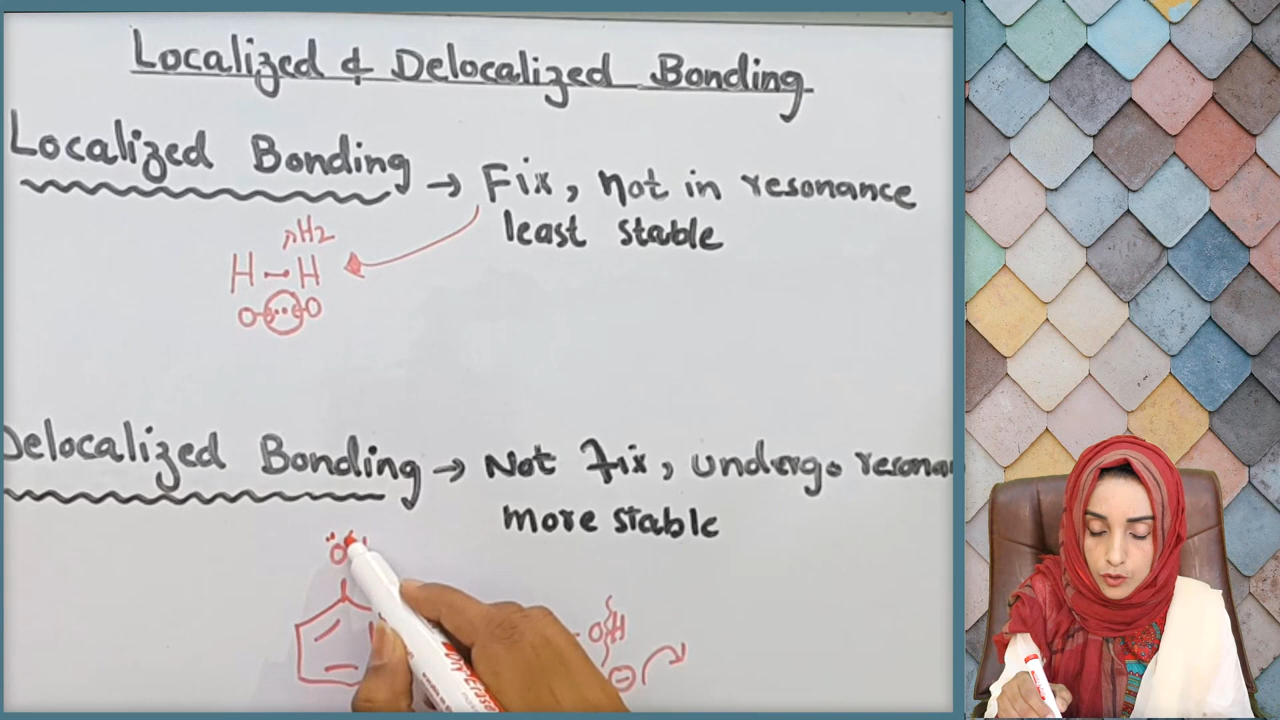 Localized & Delocalized Bonding
Localized Bonding → Fix, not in resonance
least stable
H2
H - H
Delocalized Bonding → Not fix, undergo
more stable
OH